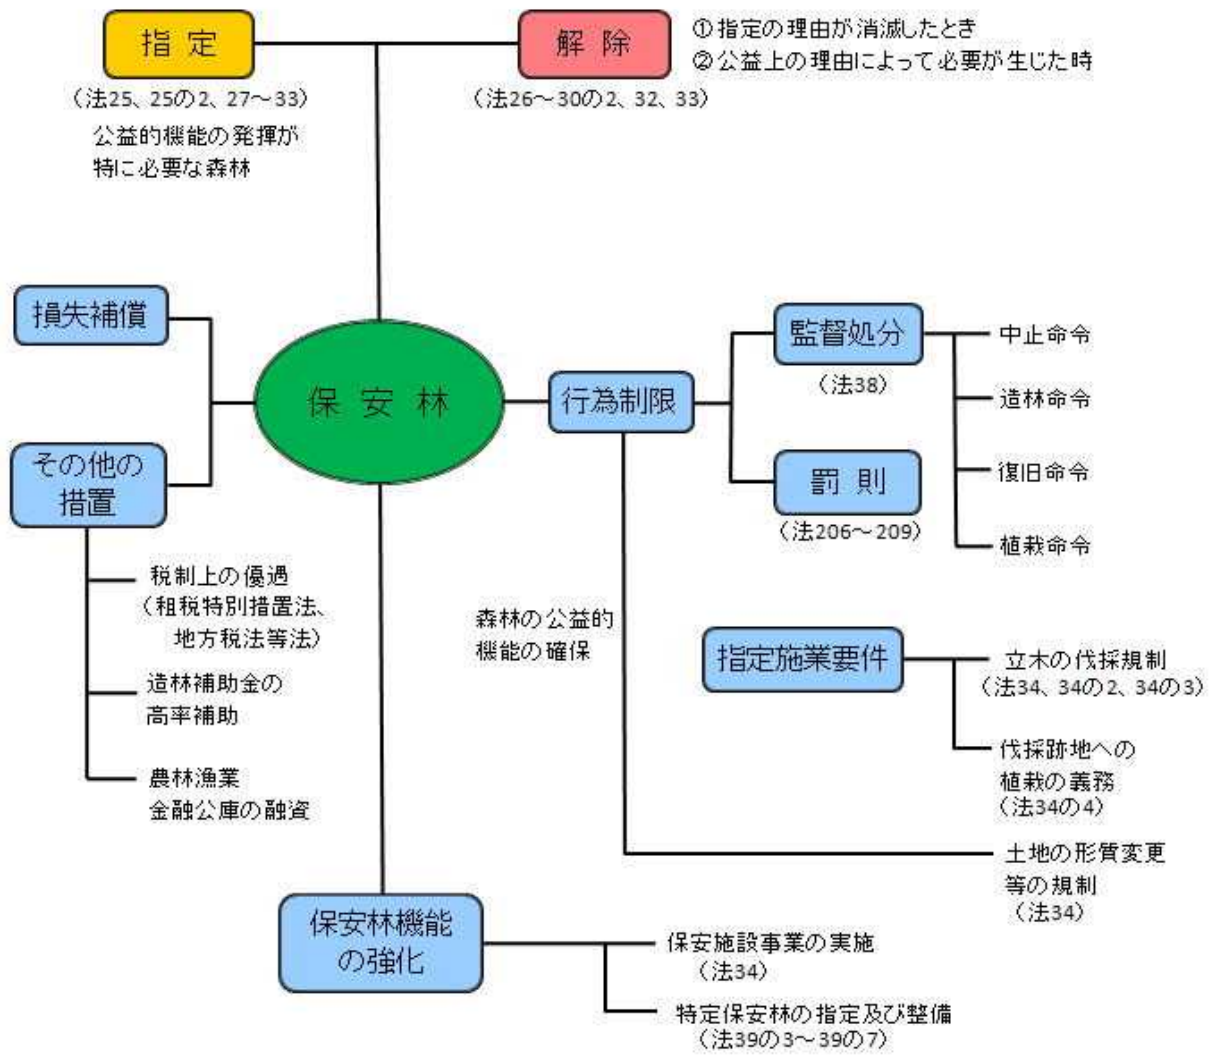 指 定
解 除
①指定の理由が消滅したとき
②公益上の理由によって必要が生じた時
（法25、25の2、27～33）
（法26～30の2、32、33）
公益的機能の発揮が
特に必要な森林
損失補償
保 安 林
行為制限
監督処分
（法38）
中止命令
造林命令
復旧命令
植栽命令
罰 則
（法206～209）
その他の
措置
税制上の優遇
（租税特別措置法、
地方税法等法）
造林補助金の
高率補助
農林漁業
金融公庫の融資
森林の公益的
機能の確保
指定施業要件
立木の伐採規制
（法34、34の2、34の3）
伐採跡地への
植栽の義務
（法34の4）
土地の形質変更
等の規制
（法34）
保安林機能
の強化
保安施設事業の実施
（法34）
特定保安林の指定及び整備
（法39の3～39の7）